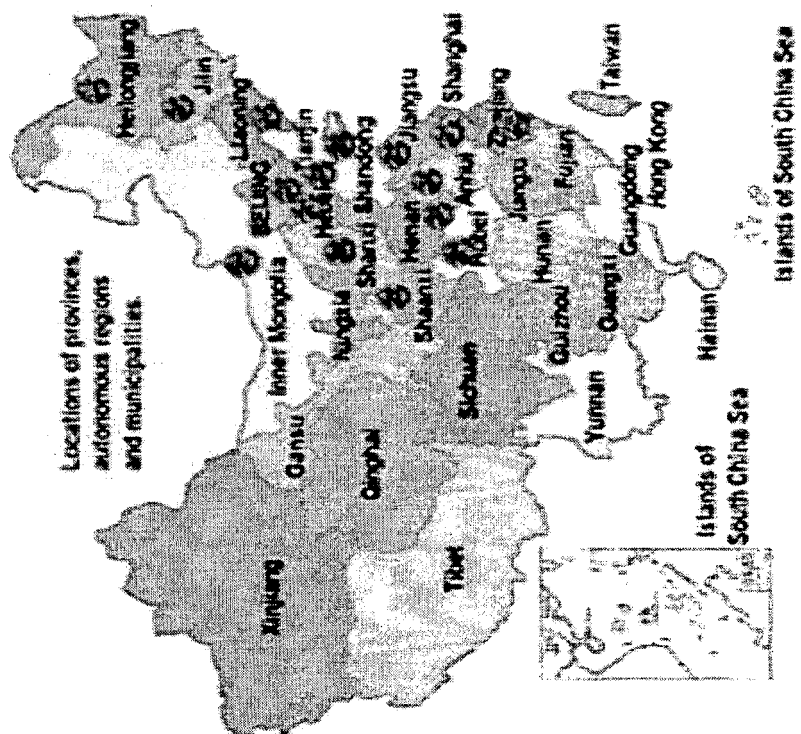 Locations of provinces,
autonomous regions
and municipalities.
Heilongjiang
Jilin
Liaoning
Inner Mongolia
BEIJING
Tianjin
Hebei
Xinjiang
Gansu
Ningxia
Shanxi
Shandong
Qinghai
Shaanxi
Henan
Jiangsu
Tibet
Sichuan
Hubei
Anhui
Shanghai
Zhejiang
Hunan
Jiangxi
Guizhou
Fujian
Yunnan
Guangxi
Guangdong
Hong Kong
Taiwan
Hainan
Islands of
South China Sea
Islands of South China Sea